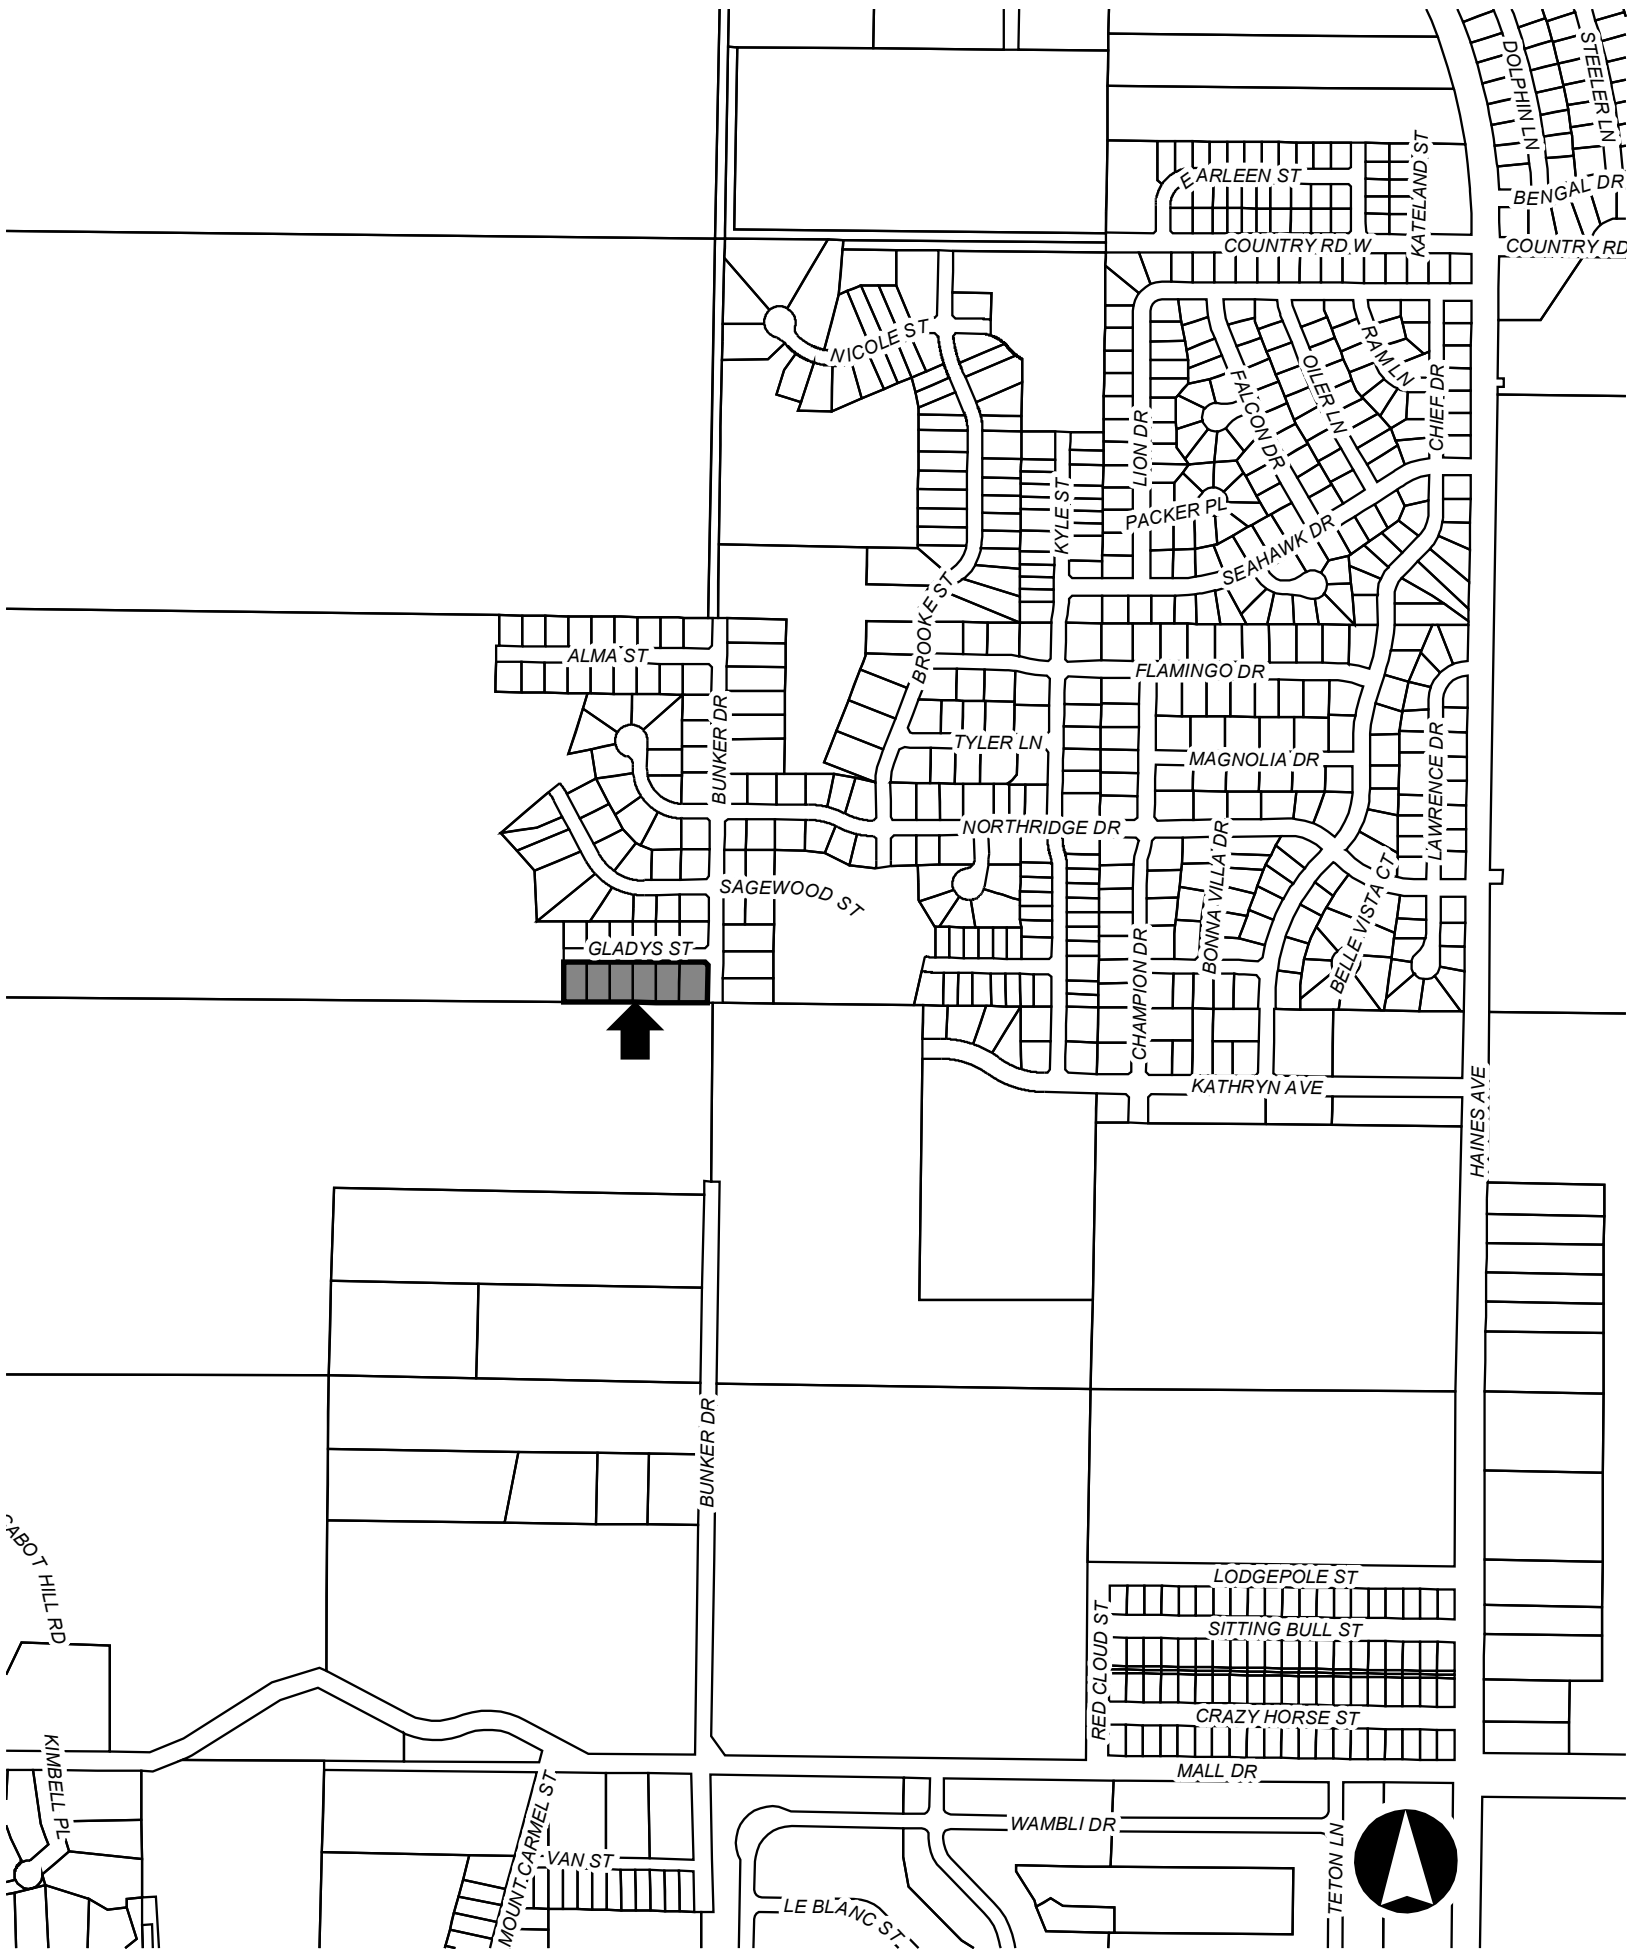 DOLPHIN LN
STEELER LN
KATELAND ST
EARLEEN ST
BENGAL DR
COUNTRY RD W
COUNTRY RD
NICOLE ST
RAM LN
OILER LN
FALCON DR
CHIEF DR
LION DR
KYLE ST
PACKER PL
SEAHAWK DR
BROOKE ST
ALMA ST
FLAMINGO DR
BUNKER DR
TYLER LN
MAGNOLIA DR
LAWRENCE DR
NORTHRIDGE DR
BONNA VILLA DR
BELLE VISTA CT
SAGEWOOD ST
GLADYS ST
CHAMPION DR
KATHRYN AVE
HAINES AVE
BUNKER DR
CABOT HILL RD
LODGEPOLE ST
RED CLOUD ST
SITTING BULL ST
CRAZY HORSE ST
KIMBELL PL
MALL DR
MOUNT CARMEL ST
WAMBLI DR
VAN ST
TETON LN
LE BLANC ST